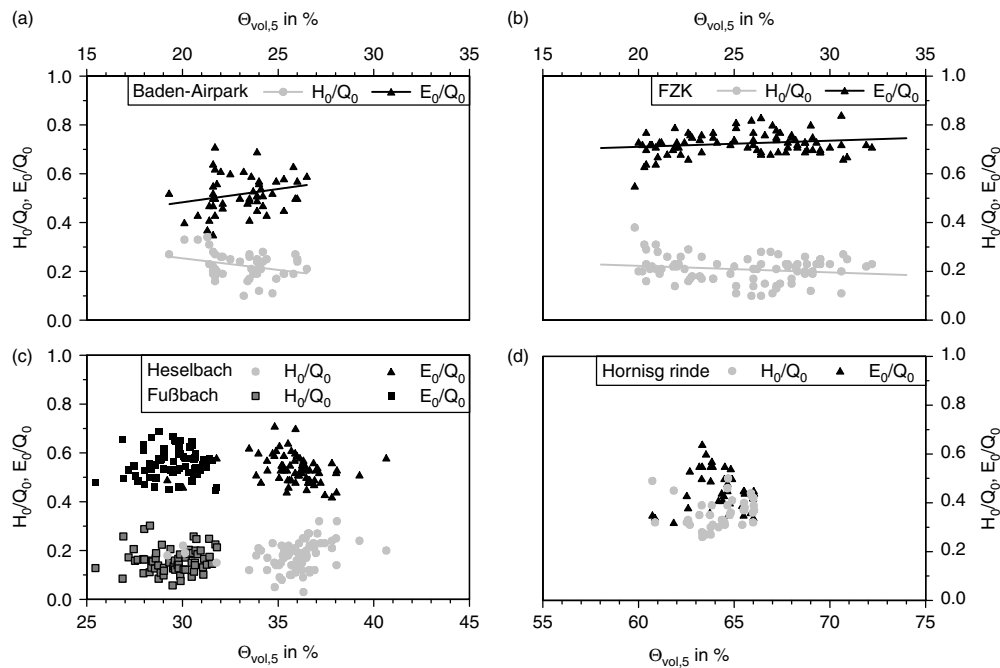 (a)
Θvol,5 in %
15 20 25 30 35
1.0
0.8
0.6
0.4
0.2
0.0
H0/Q0, E0/Q0
Baden-Airpark H0/Q0 E0/Q0
(b)
Θvol,5 in %
15 20 25 30 35
FZK H0/Q0 E0/Q0
1.0
0.8
0.6
0.4
0.2
0.0
H0/Q0, E0/Q0
(c)
1.0
0.8
0.6
0.4
0.2
0.0
H0/Q0, E0/Q0
Heselbach H0/Q0 E0/Q0
Fußbach H0/Q0 E0/Q0
25 30 35 40 45
Θvol,5 in %
(d)
Hornisg rinde H0/Q0 E0/Q0
1.0
0.8
0.6
0.4
0.2
0.0
H0/Q0, E0/Q0
55 60 65 70 75
Θvol,5 in %